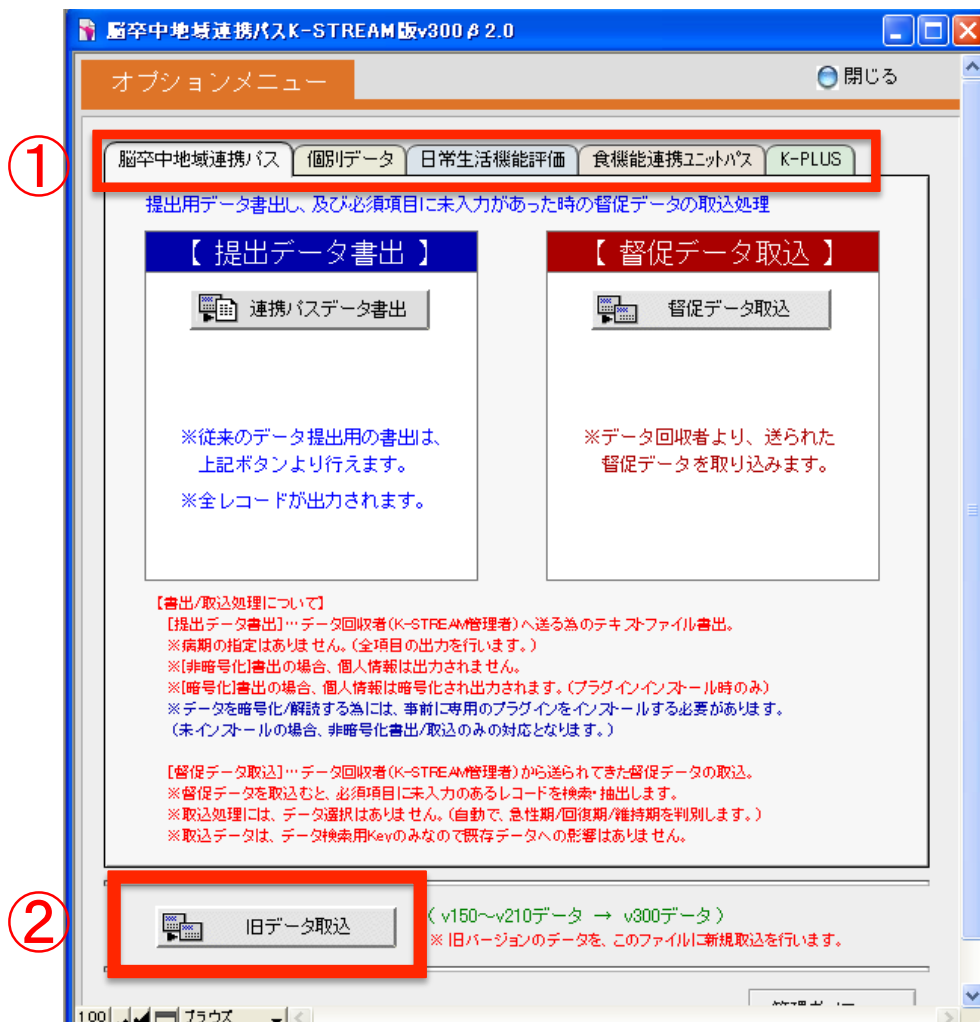 脳卒中地域連携パスK-STREAM版v300β2.0
オプションメニュー
閉じる
①
脳卒中地域連携パス 個別データ 日常生活機能評価 食機能連携ユニットパス K-PLUS
提出用データ書出し、及び必須項目に未入力があった時の督促データの取込処理
【 提出データ書出 】
連携パスデータ書出
※従来のデータ提出用の書出は、
上記ボタンより行えます。
※全レコードが出力されます。
【 督促データ取込 】
督促データ取込
※データ回収者より、送られた
督促データを取り込みます。
【書出/取込処理について】
[提出データ書出]…データ回収者(K-STREAM管理者)へ送る為のテキストファイル書出。
※病期の指定はありません。(全項目の出力を行います。)
※[非暗号化]書出の場合、個人情報は出力されません。
※[暗号化]書出の場合、個人情報は暗号化され出力されます。(プラグインインストール時のみ)
※データを暗号化/解読する為には、事前に専用のプラグインをインストールする必要があります。
(未インストールの場合、非暗号化書出/取込のみの対応となります。)
[督促データ取込]…データ回収者(K-STREAM管理者)から送られてきた督促データの取込。
※督促データを取込むと、必須項目に未入力のあるレコードを検索・抽出します。
※取込処理には、データ選択はありません。(自動で、急性期/回復期/維持期を判別します。)
※取込データは、データ検索用Keyのみなので既存データへの影響はありません。
②
旧データ取込
( v150～v210データ → v300データ )
※ 旧バージョンのデータを、このファイルに新規取込を行います。
100 ブラウズ